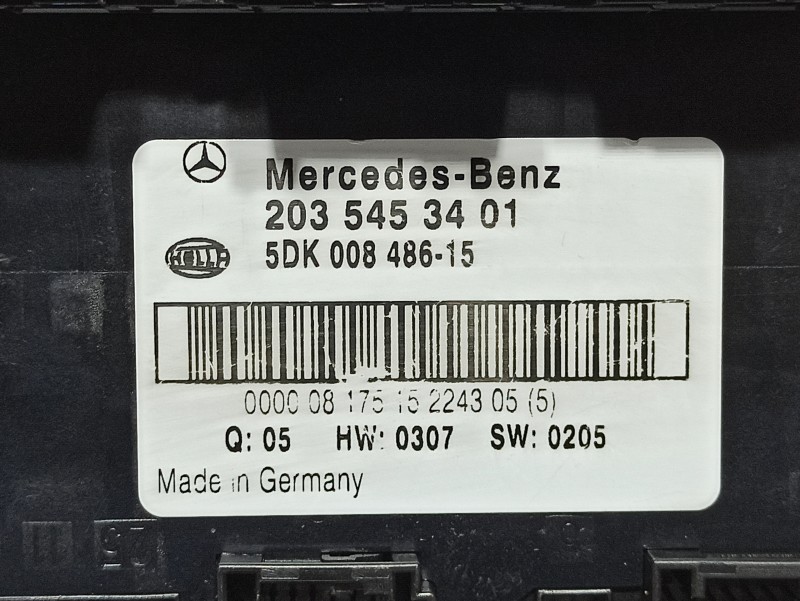 Mercedes-Benz
203 545 34 01
HELLA
5DK 008 486-15
0000 08 175 15 2243 05 (5)
Q: 05 HW: 0307 SW: 0205
Made in Germany